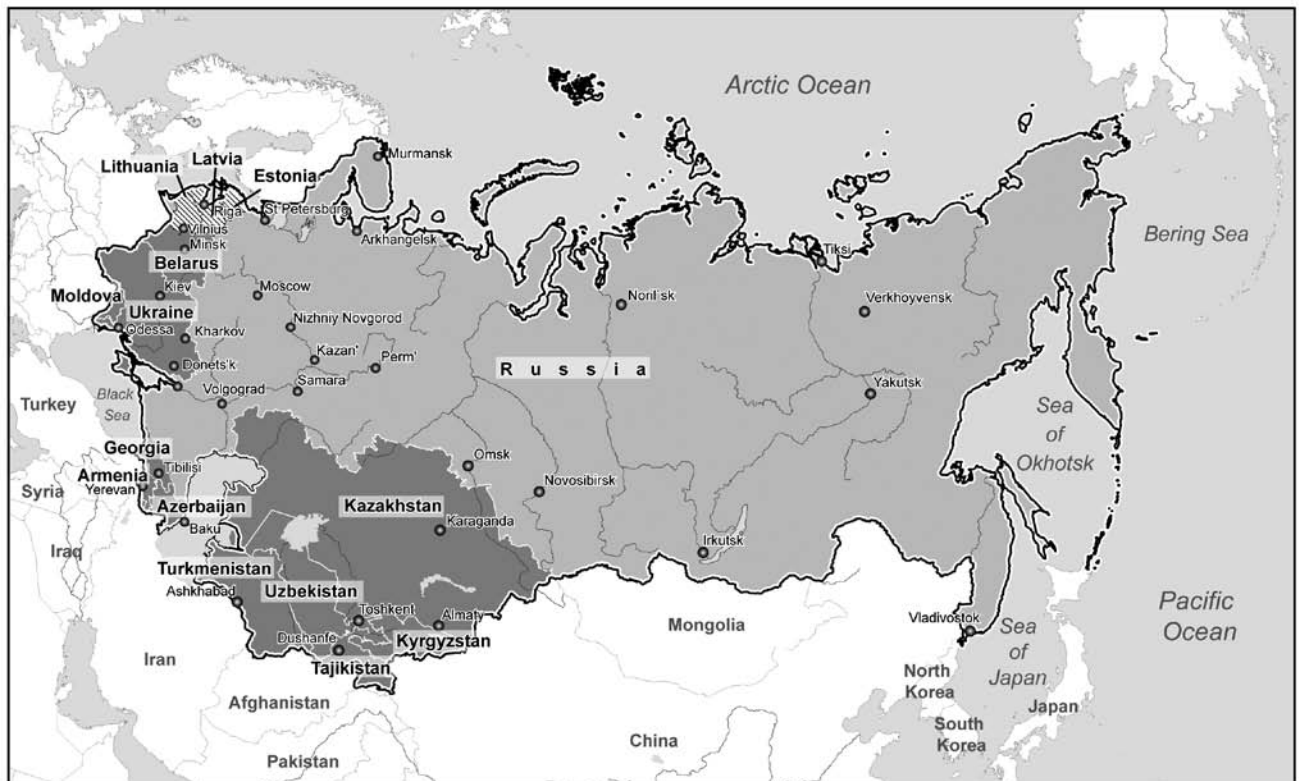 Arctic Ocean
Murmansk
Latvia
Lithuania
Estonia
Riga
St Petersburg
Vilnius
Arkhangelsk
Minsk
Belarus
Tiksi
Bering Sea
Moldova
Kiev
Moscow
Noril'sk
Verkhoyvensk
Ukraine
Odessa
Kharkov
Nizhniy Novgorod
Kazan'
Perm'
Donets'k
Russia
Volgograd
Samara
Yakutsk
Black
Sea
Turkey
Sea
of
Okhotsk
Georgia
Tibilisi
Omsk
Armenia
Yerevan
Syria
Novosibirsk
Azerbaijan
Kazakhstan
Baku
Karaganda
Iraq
Irkutsk
Turkmenistan
Uzbekistan
Ashkhabad
Toshkent
Almaty
Pacific
Ocean
Mongolia
Vladivostok
Dushanfe
Kyrgyzstan
Sea
of
Japan
Iran
Tajikistan
North
Korea
Afghanistan
Japan
South
Korea
China
Pakistan